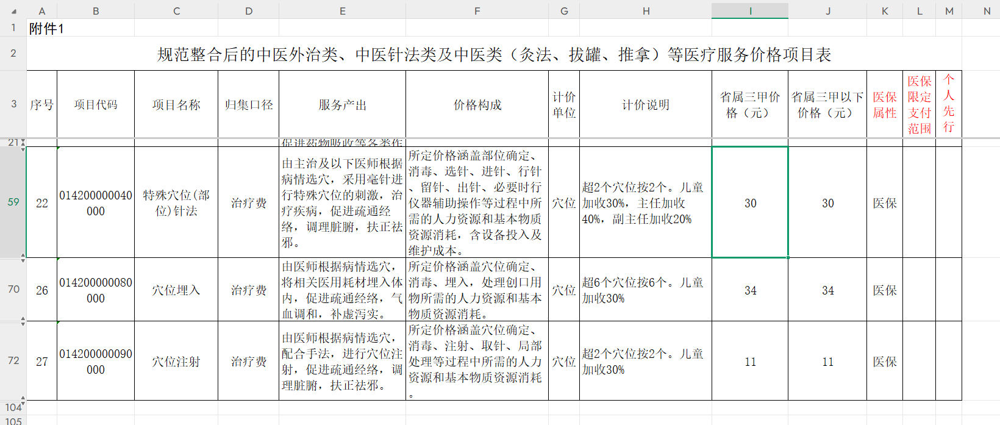 A B C D E F G H I J K L M N
1 附件1
2 规范整合后的中医外治类、中医针法类及中医类（灸法、拔罐、推拿）等医疗服务价格项目表
3 序号 项目代码 项目名称 归集口径 服务产出 价格构成
计价
单位
计价说明
省属三甲价
格（元）
省属三甲以下
价格（元）
医保
属性
医保
限定
支付
范围
个
人
先
行
21
促进药物吸收等各类作
59
22
014200000040
000
特殊穴位(部
位)针法
治疗费
由主治及以下医师根据
病情选穴，采用毫针进
行特殊穴位的刺激，治
疗疾病，促进疏通经
络，调理脏腑，扶正祛
邪。
所定价格涵盖部位确定、
消毒、选针、进针、行针
、留针、出针、必要时行
仪器辅助操作等过程中所
需的人力资源和基本物质
资源消耗，含设备投入及
维护成本。
穴位
超2个穴位按2个。儿童
加收30%，主任加收
40%，副主任加收20%
30
30
医保
70
26
014200000080
000
穴位埋入
治疗费
由医师根据病情选穴，
将相关医用耗材埋入体
内，促进疏通经络，气
血调和，补虚泻实。
所定价格涵盖穴位确定、
消毒、埋入，处理创口用
物所需的人力资源和基本
物质资源消耗。
穴位
超6个穴位按6个。儿童
加收30%
34
34
医保
72
27
014200000090
000
穴位注射
治疗费
由医师根据病情选穴，
配合手法，进行穴位注
射，促进疏通经络，调
理脏腑，扶正祛邪。
所定价格涵盖穴位确定、
消毒、注射、取针、局部
处理等过程中所需的人力
资源和基本物质资源消耗
。
穴位
超2个穴位按2个。儿童
加收30%
11
11
医保
104
105